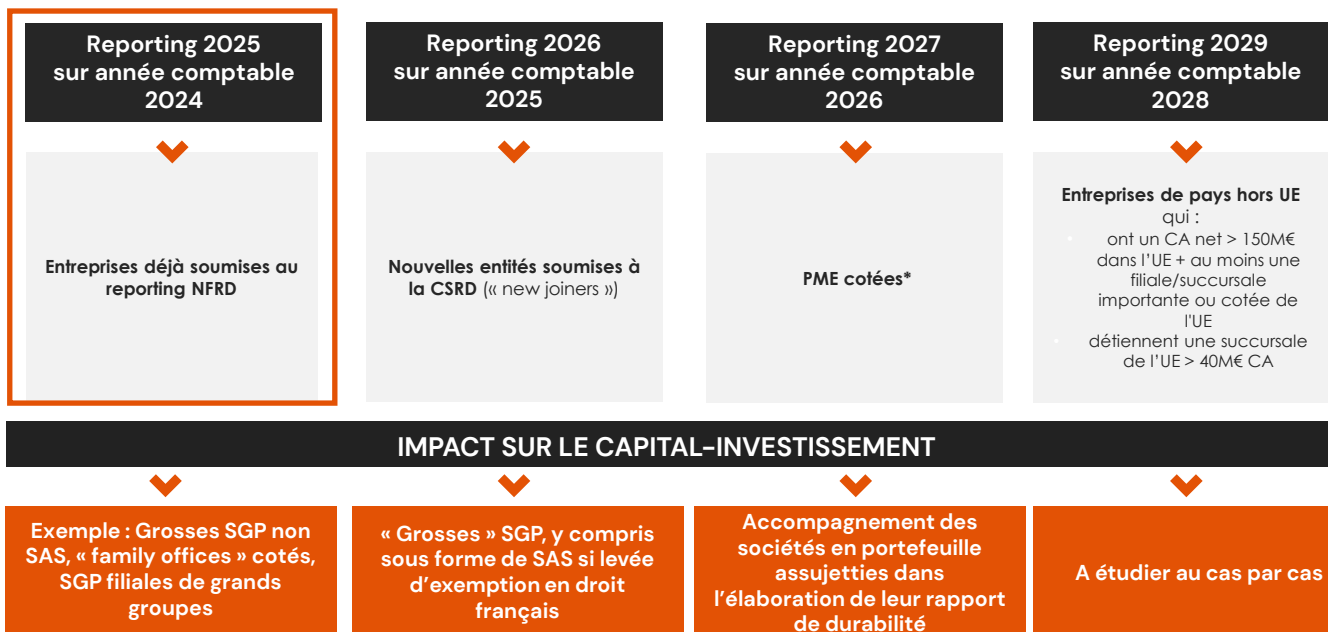 Reporting 2025
sur année comptable
2024
Reporting 2026
sur année comptable
2025
Reporting 2027
sur année comptable
2026
Reporting 2029
sur année comptable
2028
Entreprises déjà soumises au
reporting NFRD
Nouvelles entités soumises à
la CSRD (« new joiners »)
PME cotées*
Entreprises de pays hors UE
qui :
• ont un CA net > 150M€
dans l’UE + au moins une
filiale/succursale
importante ou cotée de
l'UE
• détiennent une succursale
de l’UE > 40M€ CA
IMPACT SUR LE CAPITAL-INVESTISSEMENT
Exemple : Grosses SGP non
SAS, « family offices » cotés,
SGP filiales de grands
groupes
« Grosses » SGP, y compris
sous forme de SAS si levée
d’exemption en droit
français
Accompagnement des
sociétés en portefeuille
assujetties dans
l’élaboration de leur rapport
de durabilité
A étudier au cas par cas